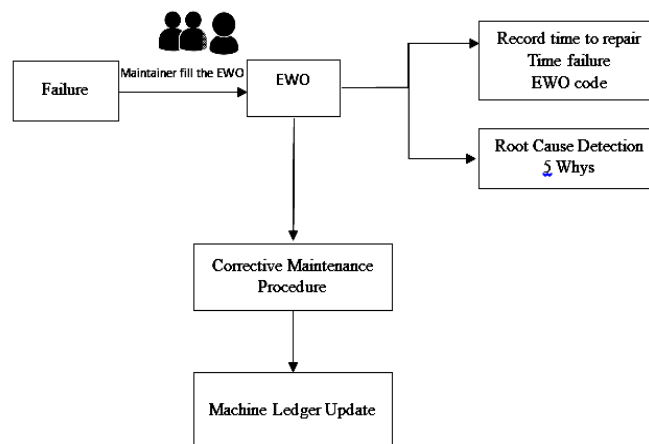 Failure
Maintainer fill the EWO
EWO
Record time to repair
Time failure
EWO code
Root Cause Detection
5 Whys
Corrective Maintenance
Procedure
Machine Ledger Update